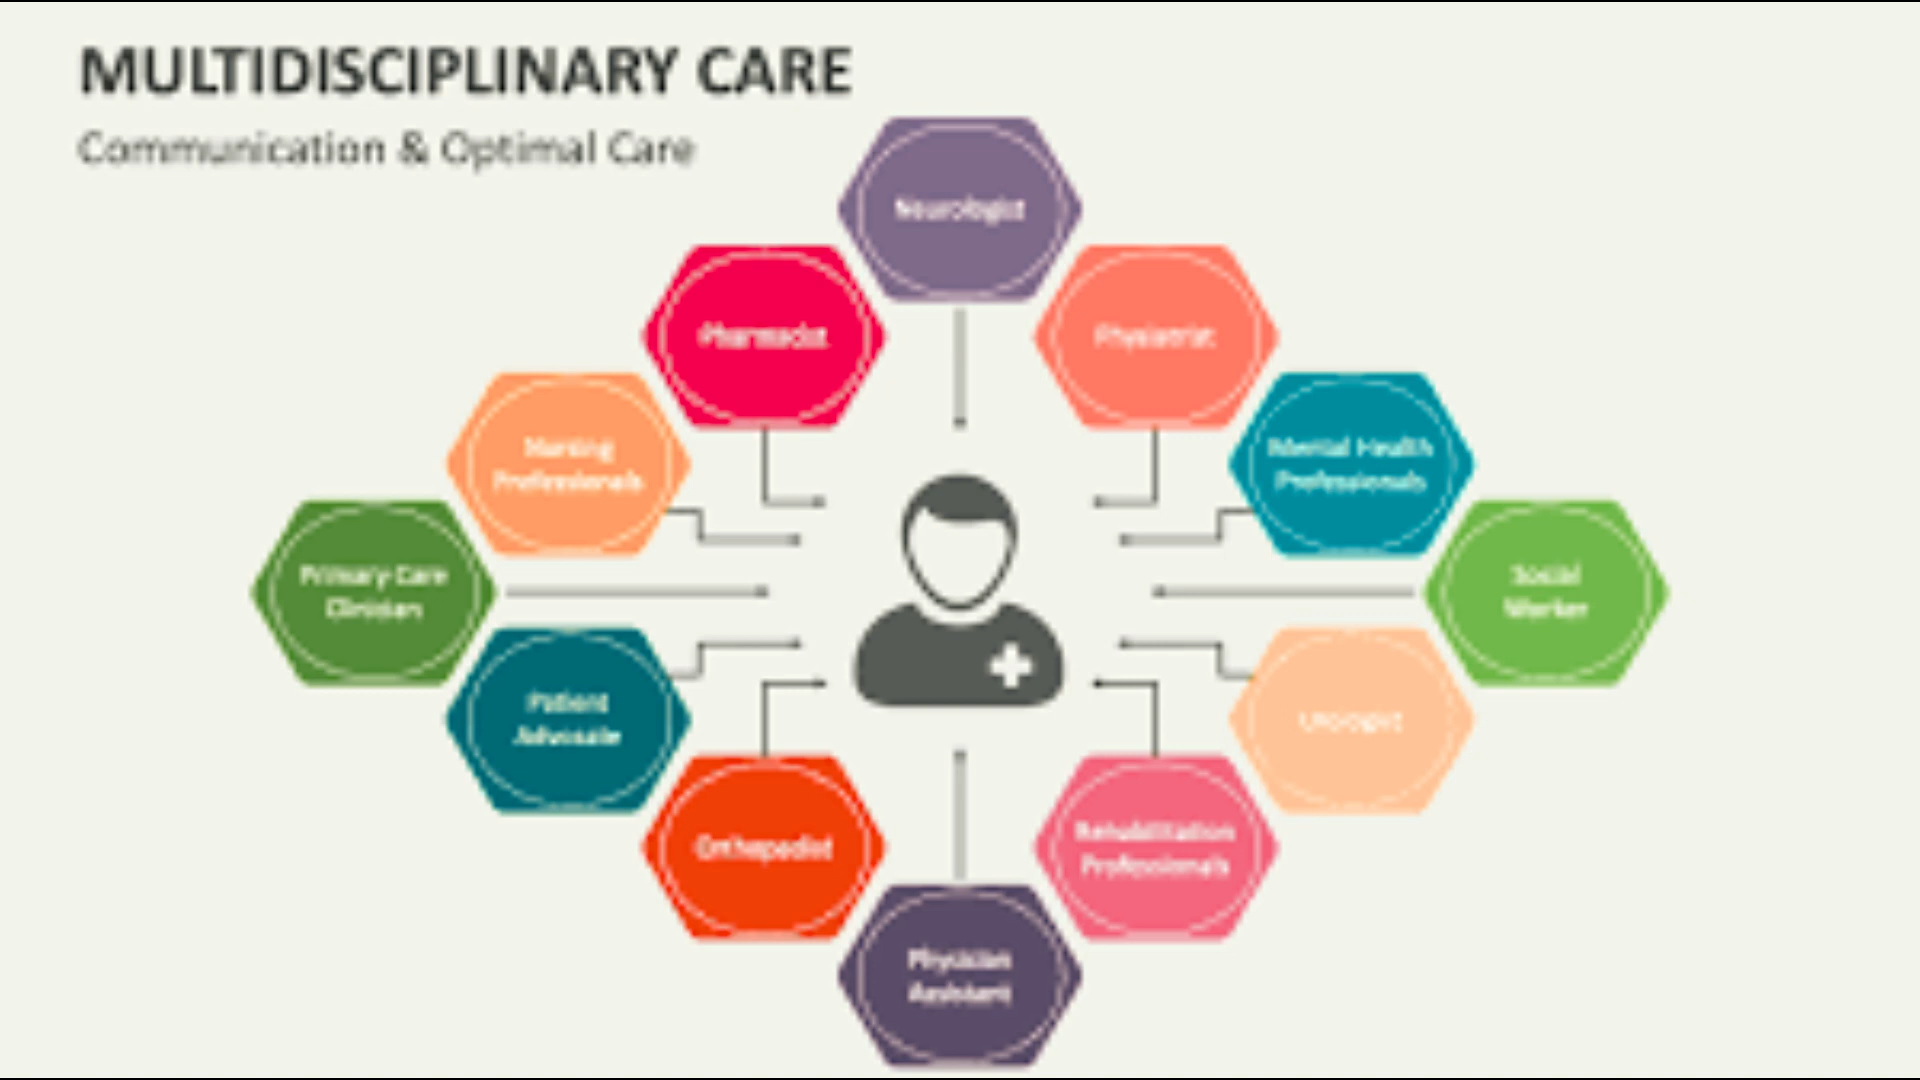 MULTIDISCIPLINARY CARE
Communication & Optimal Care
Neurologist
Pharmacist
Physiatrist
Nursing
Professionals
Mental Health
Professionals
Primary Care
Clinician
Social
Worker
Patient
Advocate
Urologist
Orthopedist
Rehabilitation
Professionals
Physician
Assistant